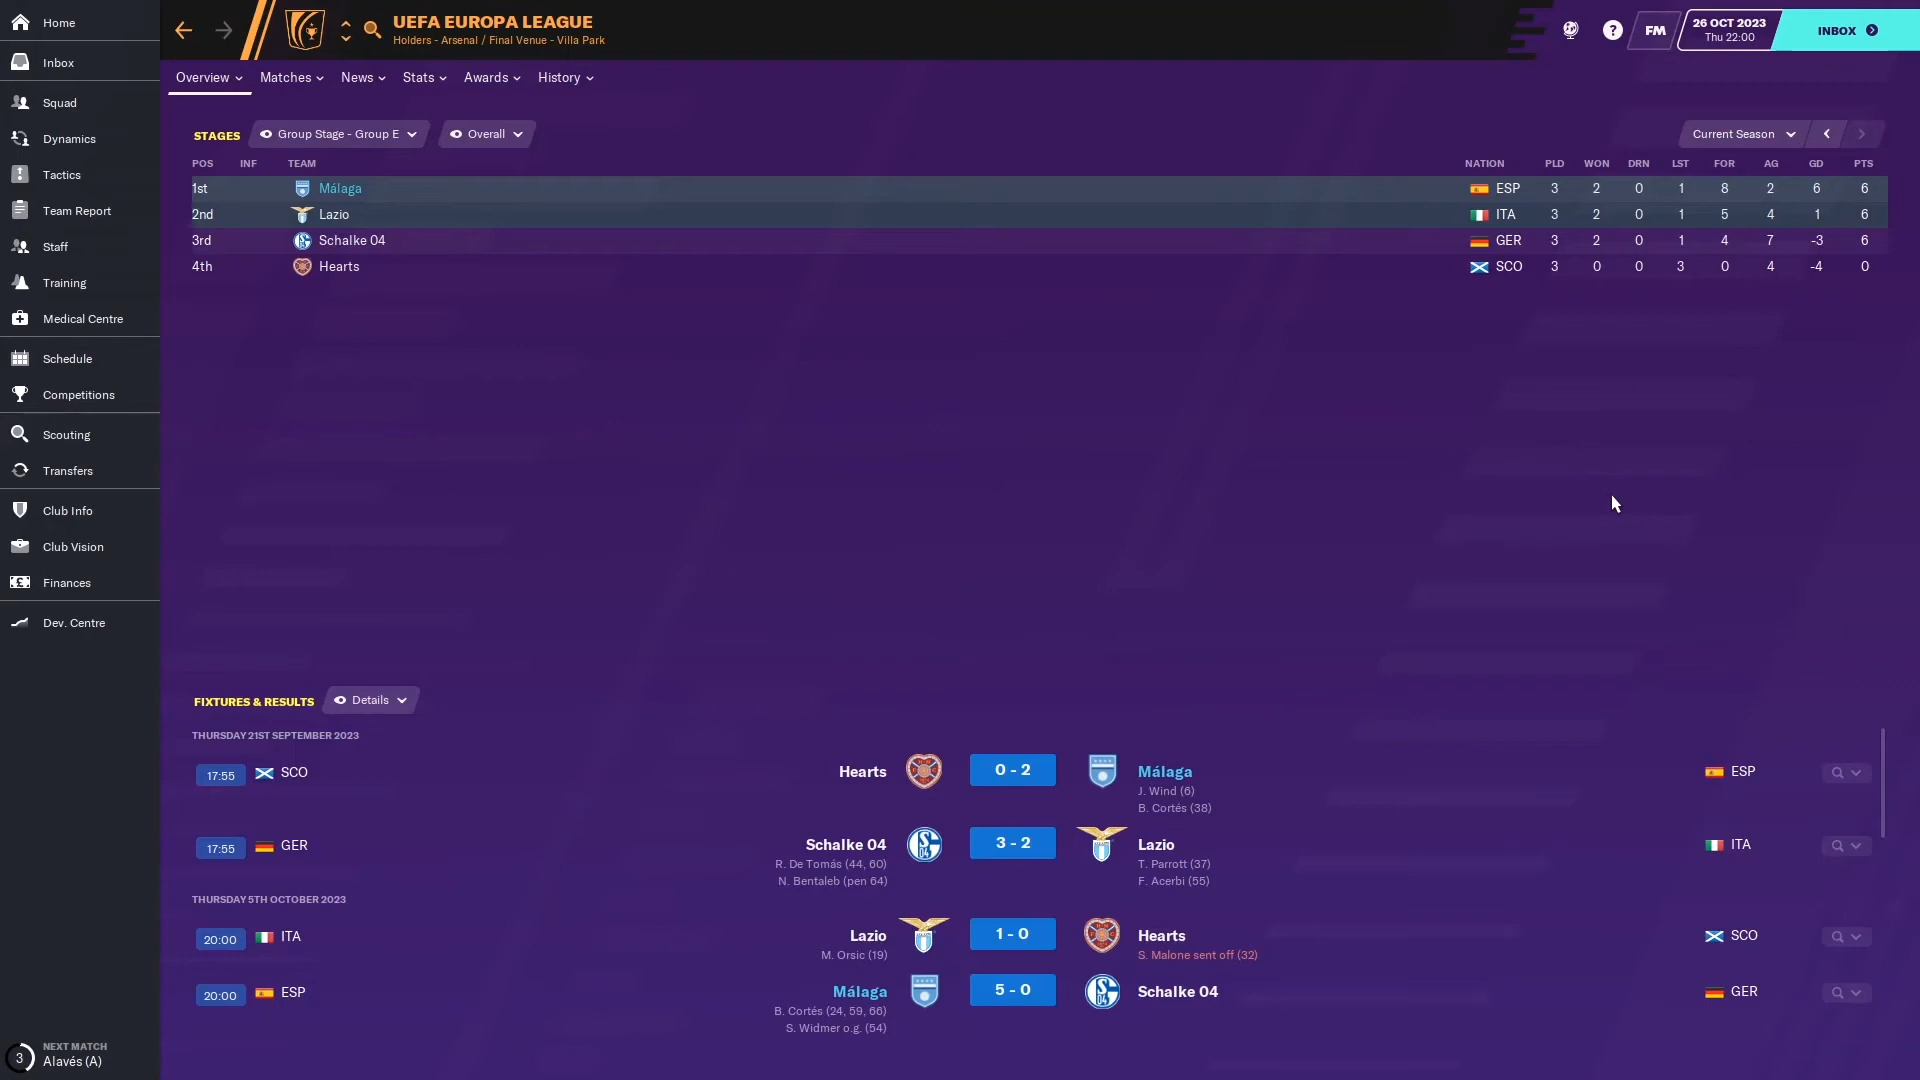 Home
Inbox
Squad
Dynamics
Tactics
Team Report
Staff
Training
Medical Centre
Schedule
Competitions
Scouting
Transfers
Club Info
Club Vision
Finances
Dev. Centre
3 NEXT MATCH
Alavés (A)
UEFA EUROPA LEAGUE
Holders - Arsenal / Final Venue - Villa Park
? FM 26 OCT 2023 INBOX
Thu 22:00
Overview Matches News Stats Awards History
STAGES Group Stage - Group E Overall Current Season
POS INF TEAM NATION PLD WON DRN LST FOR AG GD PTS
1st Málaga ESP 3 2 0 1 8 2 6 6
2nd Lazio ITA 3 2 0 1 5 4 1 6
3rd Schalke 04 GER 3 2 0 1 4 7 -3 6
4th Hearts SCO 3 0 0 3 0 4 -4 0
FIXTURES & RESULTS Details
THURSDAY 21ST SEPTEMBER 2023
17:55 SCO Hearts 0 - 2 Málaga ESP
J. Wind (6)
B. Cortés (38)
17:55 GER Schalke 04 3 - 2 Lazio ITA
R. De Tomás (44, 60) T. Parrott (37)
N. Bentaleb (pen 64) F. Acerbi (55)
THURSDAY 5TH OCTOBER 2023
20:00 ITA Lazio 1 - 0 Hearts SCO
M. Orsic (19) S. Malone sent off (32)
20:00 ESP Málaga 5 - 0 Schalke 04 GER
B. Cortés (24, 59, 66)
S. Widmer o.g. (54)